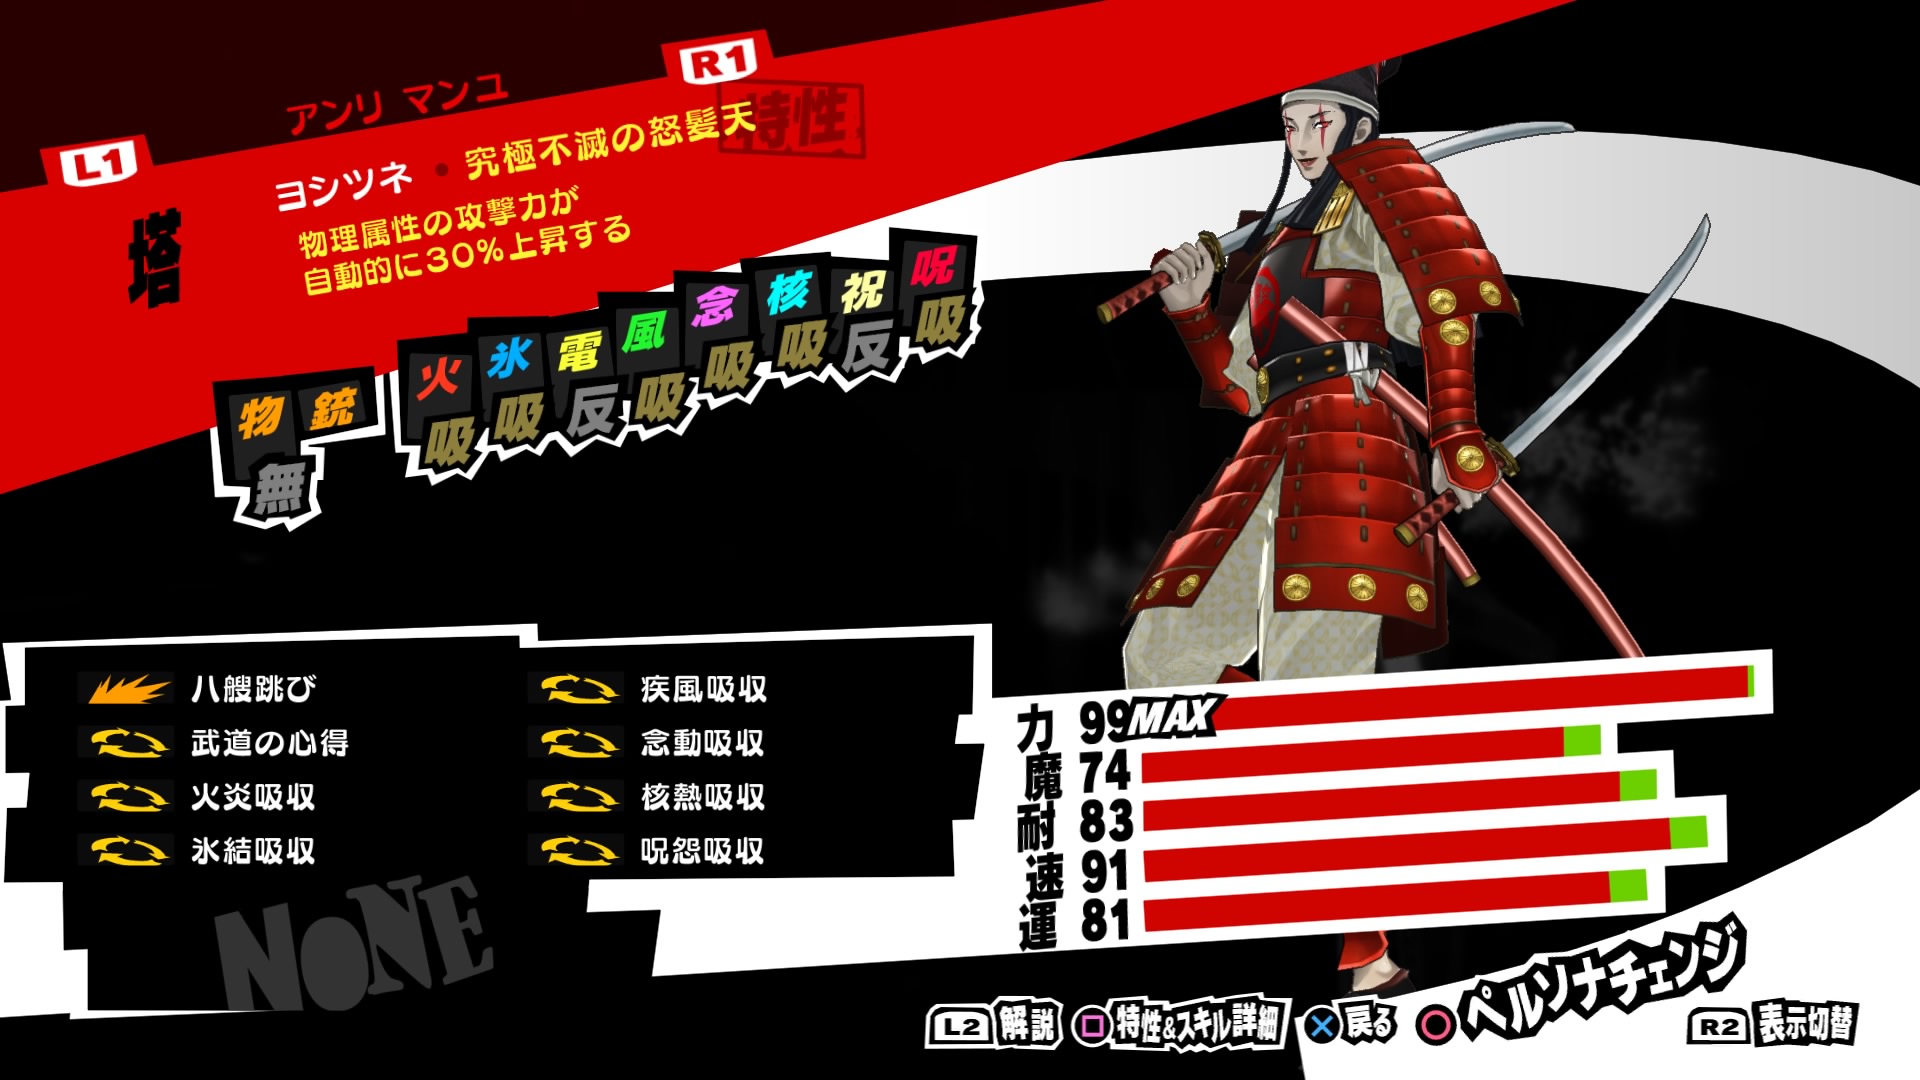 アンリ マンユ
R1
L1
特性
ヨシツネ・究極不滅の怒髪天
塔
物理属性の攻撃力が
自動的に30%上昇する
物 銃 火 氷 電 風 念 核 祝 呪
無 吸 吸 反 吸 吸 吸 反 吸
八艘跳び
武道の心得
火炎吸収
氷結吸収
疾風吸収
念動吸収
核熱吸収
呪怨吸収
NONE
力 99 MAX
魔 74
耐 83
速 91
運 81
L2 解説 特性&スキル詳細 戻る ペルソナチェンジ R2 表示切替